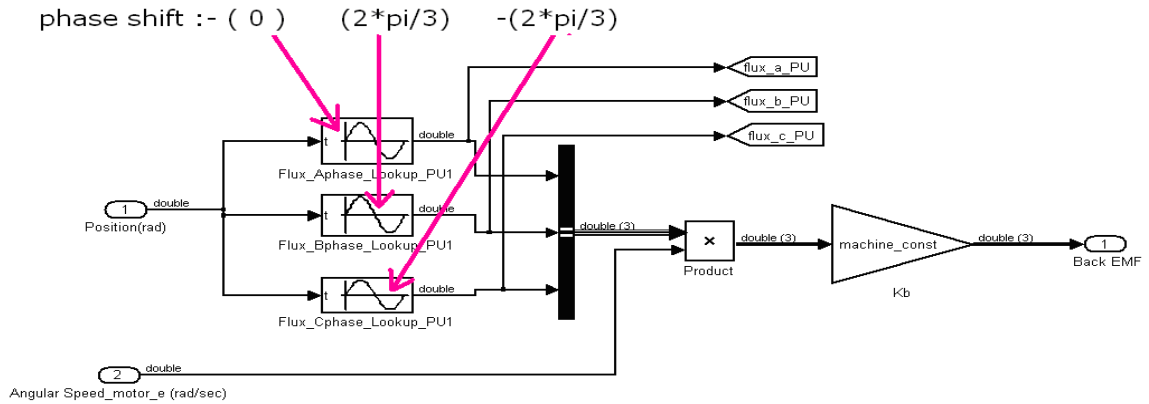 phase shift :- ( 0 ) (2*pi/3) -(2*pi/3)
flux_a_PU
flux_b_PU
flux_c_PU
t
double
Flux_Aphase_Lookup_PU1
1
double
Position(rad)
t
double
Flux_Bphase_Lookup_PU1
t
double
Flux_Cphase_Lookup_PU1
double (3)
×
Product
double (3)
machine_const
Kb
double (3)
1
Back EMF
2
double
Angular Speed_motor_e (rad/sec)